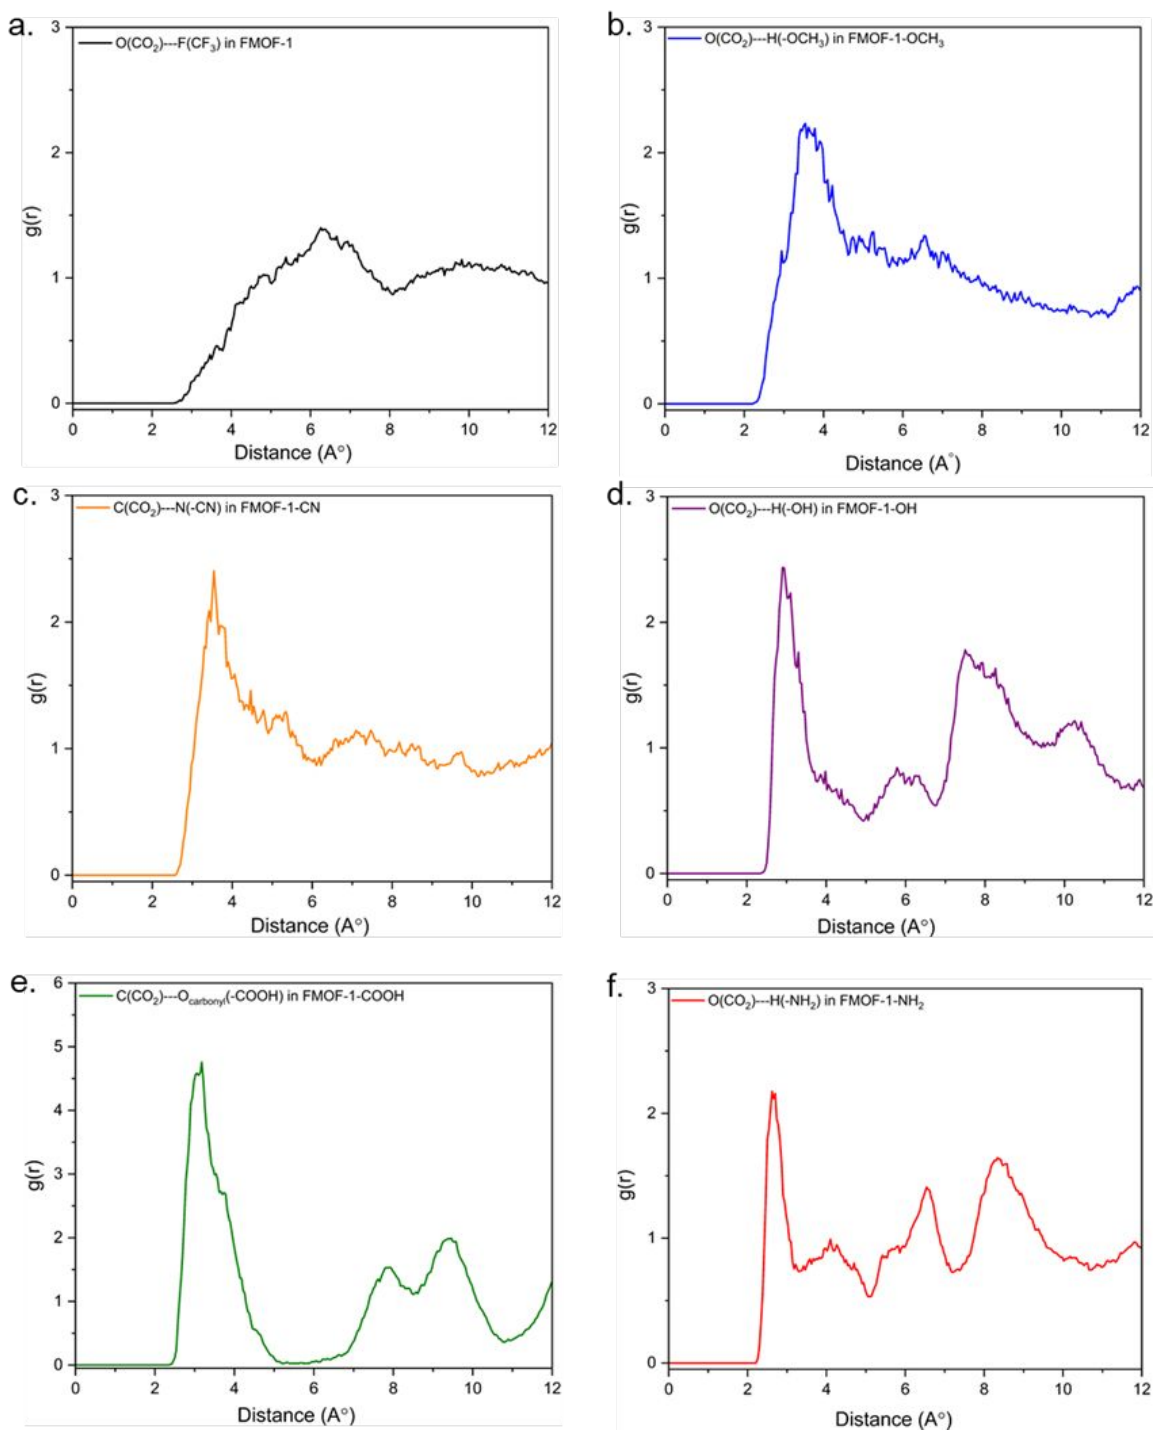 a.
O(CO₂)---F(CF₃) in FMOF-1
3
2
1
0
g(r)
0 2 4 6 8 10 12
Distance (A°)
b.
O(CO₂)---H(-OCH₃) in FMOF-1-OCH₃
3
2
1
0
g(r)
0 2 4 6 8 10 12
Distance (A°)
c.
C(CO₂)---N(-CN) in FMOF-1-CN
3
2
1
0
g(r)
0 2 4 6 8 10 12
Distance (A°)
d.
O(CO₂)---H(-OH) in FMOF-1-OH
3
2
1
0
g(r)
0 2 4 6 8 10 12
Distance (A°)
e.
C(CO₂)---O_carbonyl(-COOH) in FMOF-1-COOH
6
5
4
3
2
1
0
g(r)
0 2 4 6 8 10 12
Distance (A°)
f.
O(CO₂)---H(-NH₂) in FMOF-1-NH₂
3
2
1
0
g(r)
0 2 4 6 8 10 12
Distance (A°)